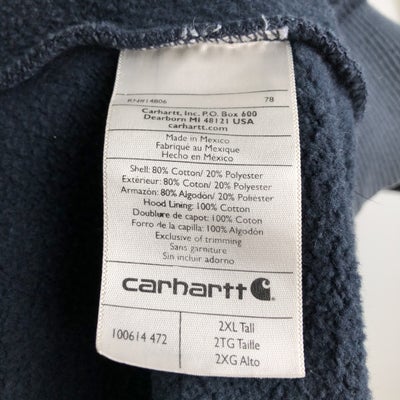 RN#14806 78
Carhartt, Inc. P.O. Box 600
Dearborn MI 48121 USA
carhartt.com
Made in Mexico
Fabriqué au Mexique
Hecho en México
Shell: 80% Cotton/ 20% Polyester
Extérieur: 80% Coton/ 20% Polyester
Armazón: 80% Algodón/ 20% Polyester
Hood Lining: 100% Cotton
Doublure de capot: 100% Coton
Forro de la capilla: 100% Algodón
Exclusive of trimming
Sans garniture
Sin incluir adorno
carhartt
100614 472
2XL Tall
2TG Taille
2XG Alto